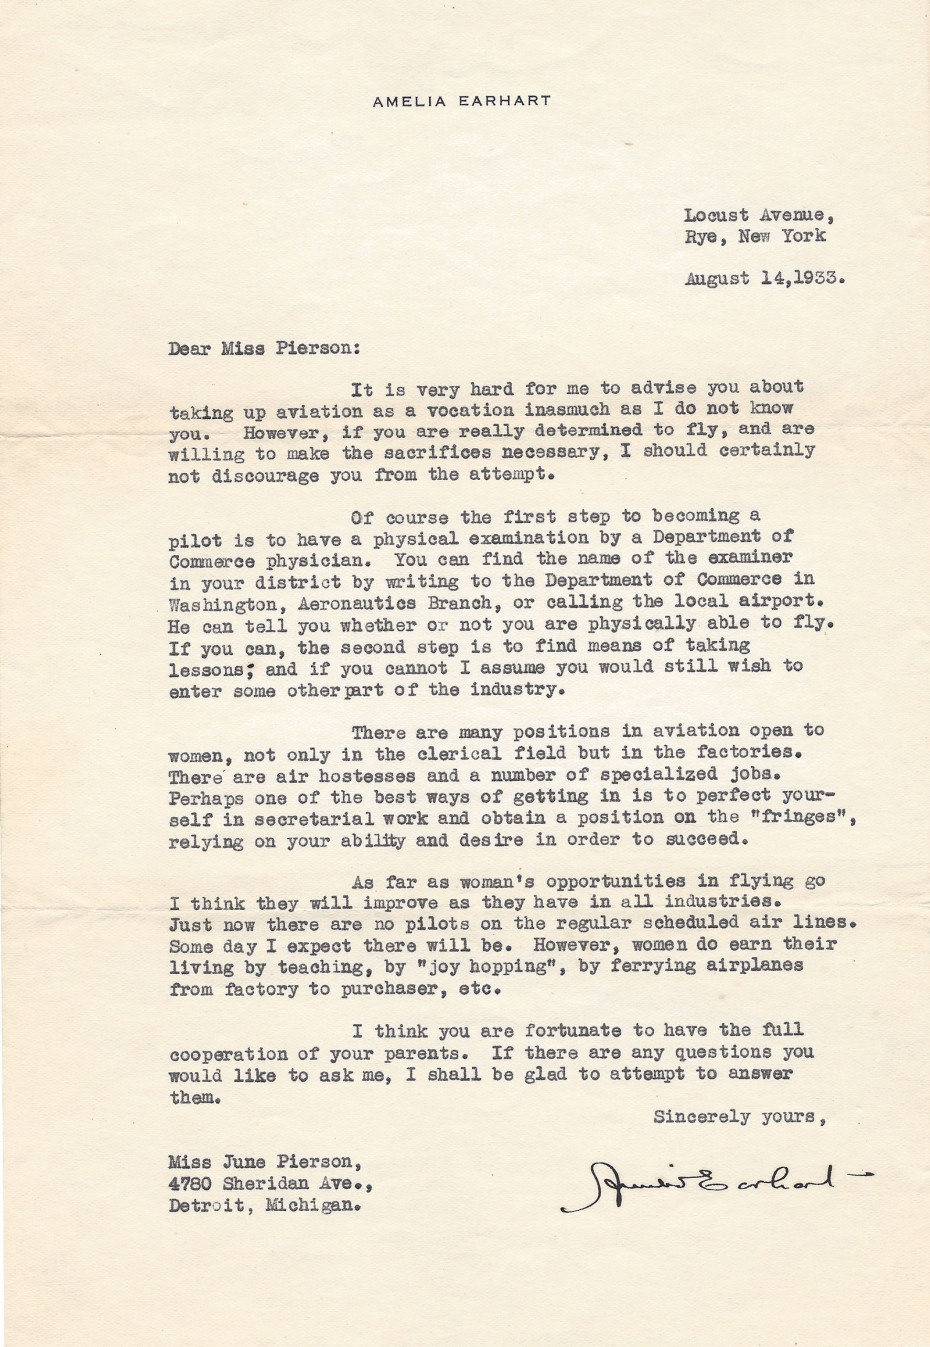 AMELIA EARHART
Locust Avenue,
Rye, New York
August 14,1933.
Dear Miss Pierson:
It is very hard for me to advise you about
taking up aviation as a vocation inasmuch as I do not know
you. However, if you are really determined to fly, and are
willing to make the sacrifices necessary, I should certainly
not discourage you from the attempt.
Of course the first step to becoming a
pilot is to have a physical examination by a Department of
Commerce physician. You can find the name of the examiner
in your district by writing to the Department of Commerce in
Washington, Aeronautics Branch, or calling the local airport.
He can tell you whether or not you are physically able to fly.
If you can, the second step is to find means of taking
lessons; and if you cannot I assume you would still wish to
enter some other part of the industry.
There are many positions in aviation open to
women, not only in the clerical field but in the factories.
There are air hostesses and a number of specialized jobs.
Perhaps one of the best ways of getting in is to perfect your-
self in secretarial work and obtain a position on the "fringes",
relying on your ability and desire in order to succeed.
As far as woman's opportunities in flying go
I think they will improve as they have in all industries.
Just now there are no pilots on the regular scheduled air lines.
Some day I expect there will be. However, women do earn their
living by teaching, by "joy hopping", by ferrying airplanes
from factory to purchaser, etc.
I think you are fortunate to have the full
cooperation of your parents. If there are any questions you
would like to ask me, I shall be glad to attempt to answer
them.
Sincerely yours,
Miss June Pierson,
4780 Sheridan Ave.,
Detroit, Michigan.
Amelia Earhart